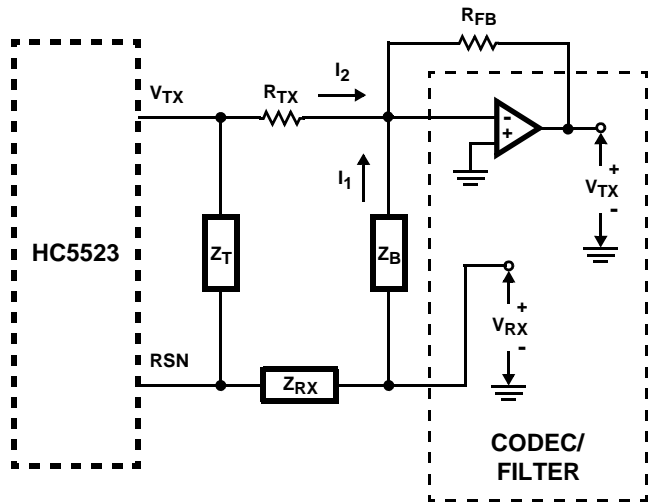 RFB
I2
VTX
RTX
-
+
I1
+
VTX
-
HC5523
ZT
ZB
+
VRX
-
RSN
ZRX
CODEC/
FILTER